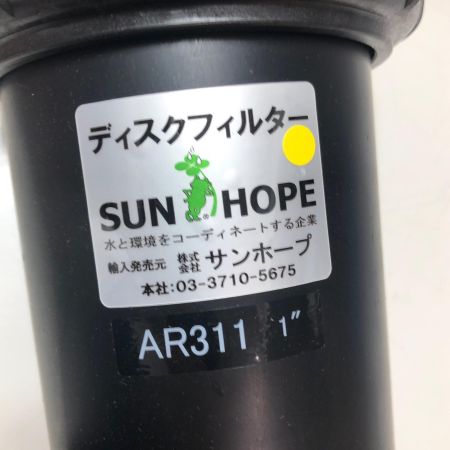 ディスクフィルター
SUN HOPE
®
水と環境をコーディネートする企業
輸入発売元 株式会社 サンホープ
本社:03-3710-5675
AR311 1"